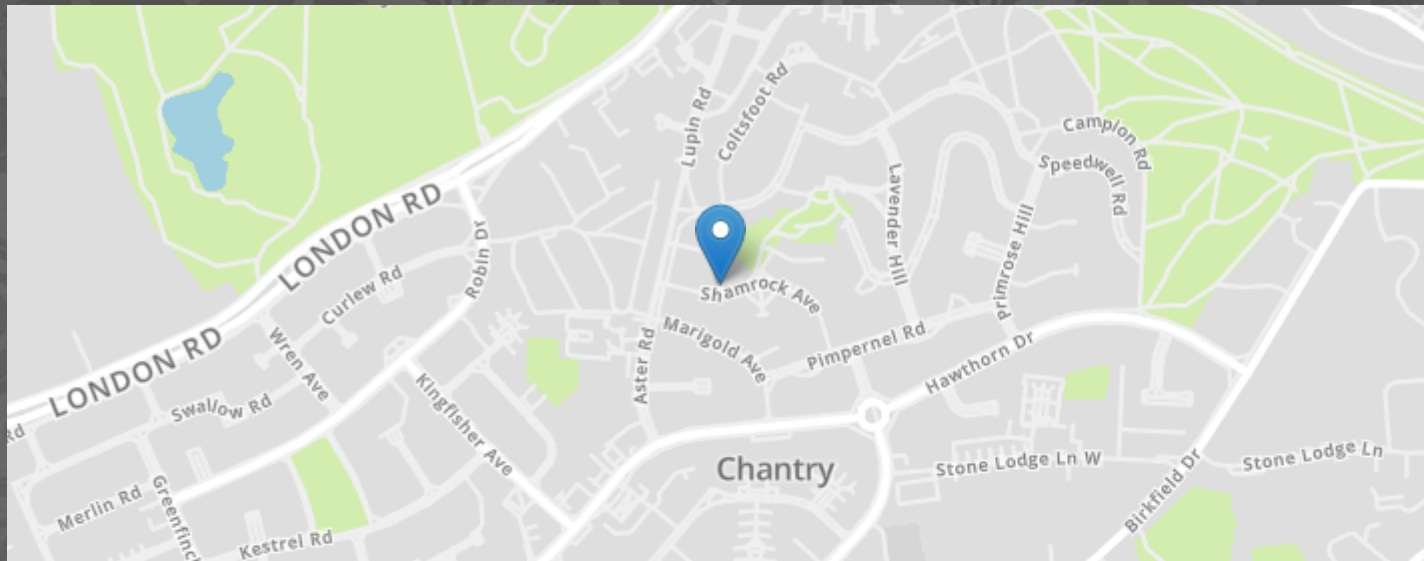 Lupin Rd
Coltsfoot Rd
Campion Rd
Speedwell Rd
Lavender Hill
LONDON RD
Robin Dr
Primrose Hill
Curlew Rd
Shamrock Ave
Marigold Ave
Pimpernel Rd
Hawthorn Dr
LONDON RD
Wren Ave
Aster Rd
Swallow Rd
Kingfisher Ave
Rd
Chantry
Stone Lodge Ln W
Stone Lodge Ln
Birkfield Dr
Merlin Rd
Greenfinch
Kestrel Rd